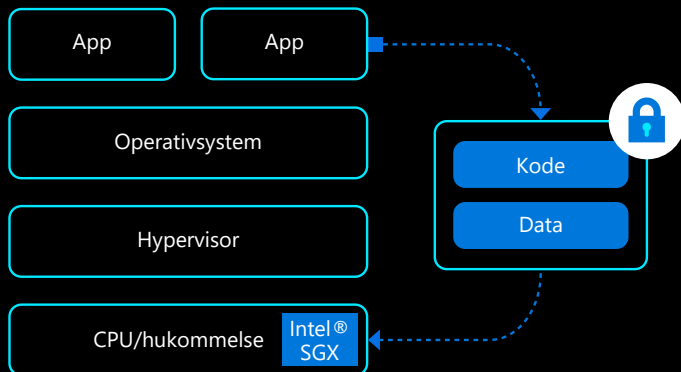 App
App
Operativsystem
Kode
Data
Hypervisor
CPU/hukommelse
Intel®
SGX